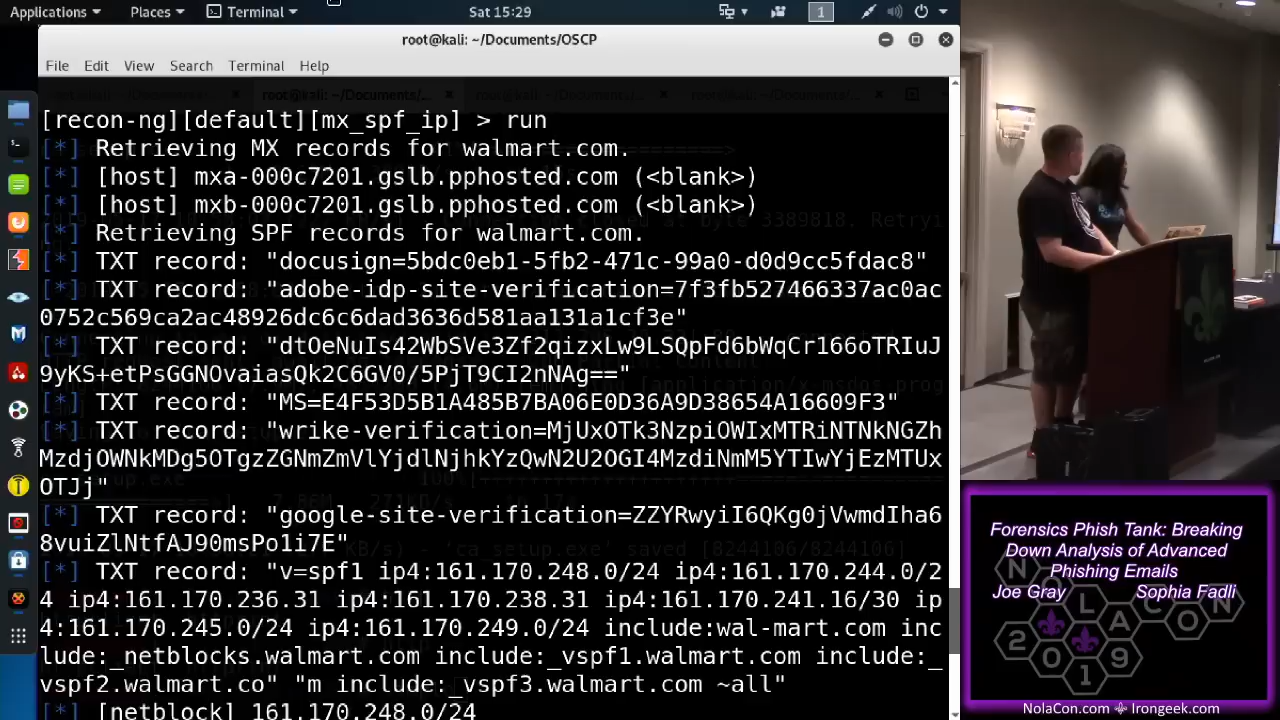 Applications Places Terminal Sat 15:29 1
root@kali: ~/Documents/OSCP
File Edit View Search Terminal Help
[recon-ng][default][mx_spf_ip] > run
[*] Retrieving MX records for walmart.com.
[*] [host] mxa-000c7201.gslb.pphosted.com (<blank>)
[*] [host] mxb-000c7201.gslb.pphosted.com (<blank>)
[*] Retrieving SPF records for walmart.com.
[*] TXT record: "docusign=5bdc0eb1-5fb2-471c-99a0-d0d9cc5fdac8"
[*] TXT record: "adobe-idp-site-verification=7f3fb527466337ac0ac
0752c569ca2ac48926dc6c6dad3636d581aa131a1cf3e"
[*] TXT record: "dtOeNuIs42WbSVe3Zf2qizxLw9LSQpFd6bWqCr166oTRIuJ
9yKS+etPsGGNOvaiasQk2C6GV0/5PjT9CI2nNAg=="
[*] TXT record: "MS=E4F53D5B1A485B7BA06E0D36A9D38654A16609F3"
[*] TXT record: "wrike-verification=MjUxOTk3NzpiOWIxMTRiNTNkNGZh
MzdjOWNkMDg5OTgzZGNmZmVlYjdlNjhkYzQwN2U2OGI4MzdiNmM5YTIwYjEzMTUx
OTJj"
[*] TXT record: "google-site-verification=ZZYRwyiI6QKg0jVwmdIha6
8vuiZlNtfAJ90msPo1i7E"
[*] TXT record: "v=spf1 ip4:161.170.248.0/24 ip4:161.170.244.0/2
4 ip4:161.170.236.31 ip4:161.170.238.31 ip4:161.170.241.16/30 ip
4:161.170.245.0/24 ip4:161.170.249.0/24 include:wal-mart.com inc
lude:_netblocks.walmart.com include:_vspf1.walmart.com include:_
vspf2.walmart.co" "m include:_vspf3.walmart.com ~all"
[*] [netblock] 161.170.248.0/24
Forensics Phish Tank: Breaking
Down Analysis of Advanced
Phishing Emails
Joe Gray Sophia Fadli
NOLACON
2019
NolaCon.com Irongeek.com